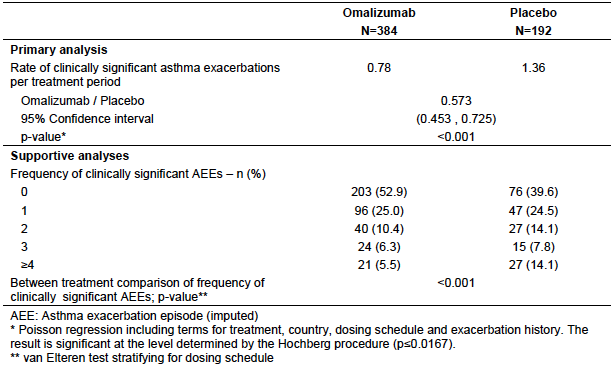 Omalizumab Placebo
N=384 N=192
Primary analysis
Rate of clinically significant asthma exacerbations 0.78 1.36
per treatment period
Omalizumab / Placebo 0.573
95% Confidence interval (0.453 , 0.725)
p-value* <0.001
Supportive analyses
Frequency of clinically significant AEEs – n (%)
0 203 (52.9) 76 (39.6)
1 96 (25.0) 47 (24.5)
2 40 (10.4) 27 (14.1)
3 24 (6.3) 15 (7.8)
≥4 21 (5.5) 27 (14.1)
Between treatment comparison of frequency of <0.001
clinically significant AEEs; p-value**
AEE: Asthma exacerbation episode (imputed)
* Poisson regression including terms for treatment, country, dosing schedule and exacerbation history. The
result is significant at the level determined by the Hochberg procedure (p≤0.0167).
** van Elteren test stratifying for dosing schedule